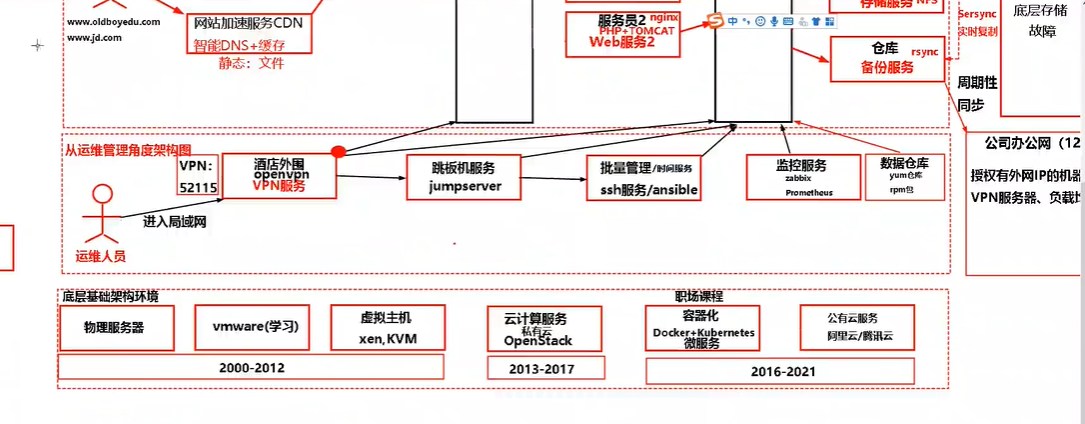 www.oldboyedu.com
www.jd.com
网站加速服务CDN
智能DNS+缓存
静态：文件
服务员2 nginx
PHP+TOMCAT
Web服务2
中
存储服务 NFS
仓库 rsync
备份服务
Sersync
实时复制
底层存储
故障
周期性
同步
从运维管理角度架构图
VPN:
52115
酒店外围
openvpn
VPN服务
跳板机服务
jumpserver
批量管理/时间服务
ssh服务/ansible
监控服务
zabbix
Prometheus
数据仓库
yum仓库
rpm包
公司办公网（12
授权有外网IP的机器
VPN服务器、负载均
进入局域网
运维人员
底层基础架构环境
职场课程
物理服务器
vmware(学习)
虚拟主机
xen,KVM
云计算服务
私有云
OpenStack
容器化
Docker+Kubernetes
微服务
公有云服务
阿里云/腾讯云
2000-2012
2013-2017
2016-2021